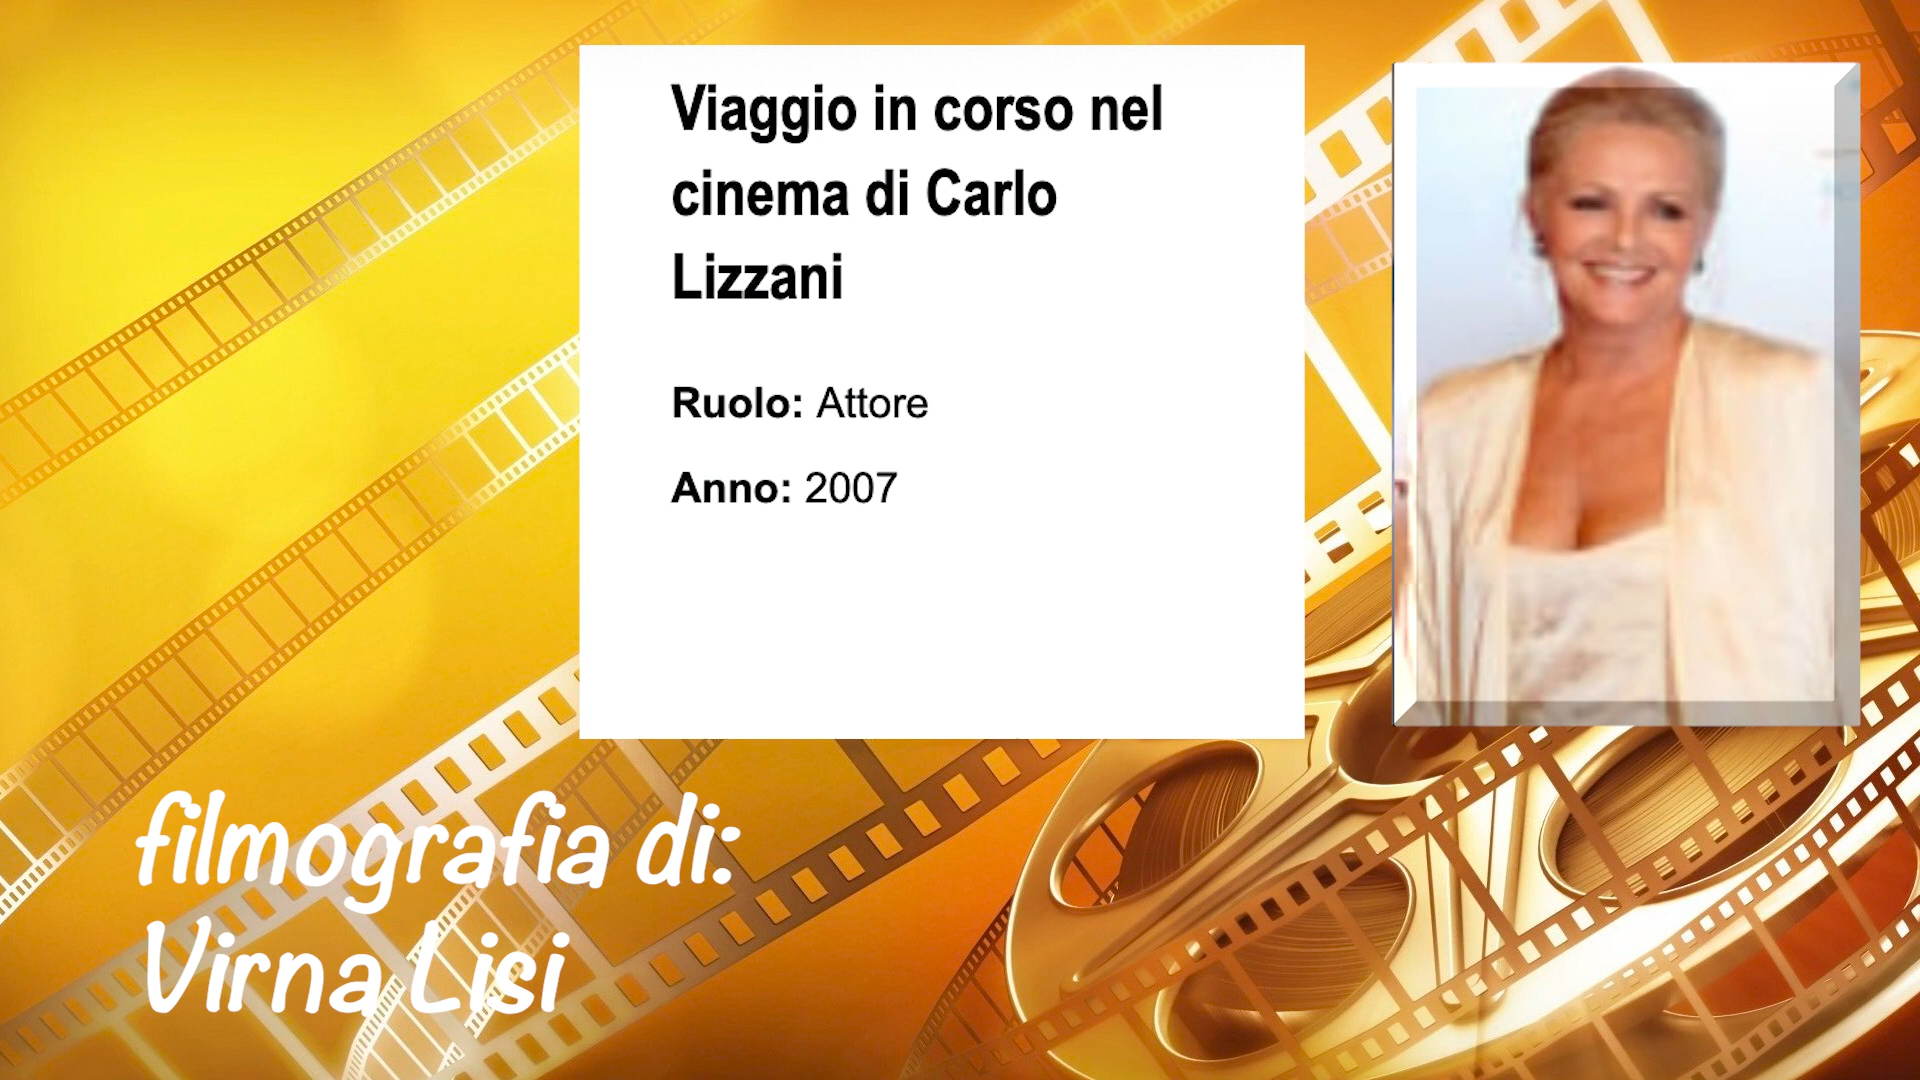 Viaggio in corso nel
cinema di Carlo
Lizzani
Ruolo: Attore
Anno: 2007
filmografia di:
Virna Lisi